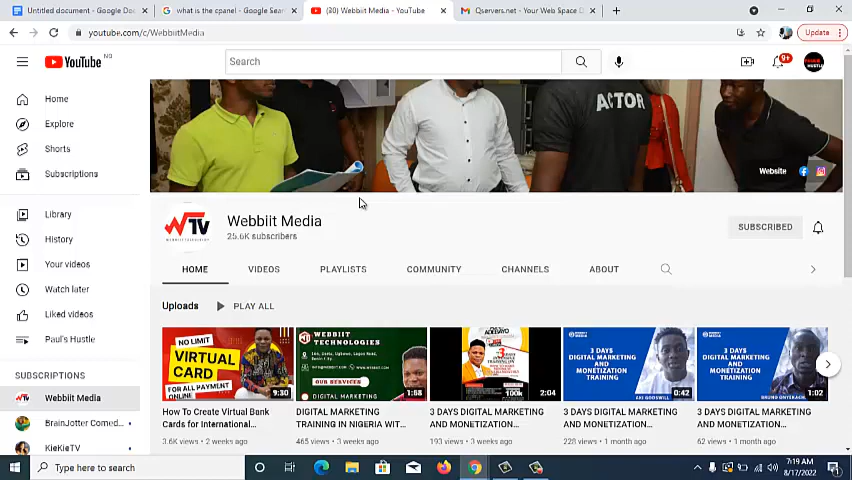 Untitled document - Google Doc
what is the cpanel - Google Sear
(30) Webbiit Media - YouTube
Qservers.net - Your Web Space D
youtube.com/c/WebbiitMedia
Update
YouTube NG
Search
9+
Home
Explore
Shorts
Subscriptions
Library
History
Your videos
Watch later
Liked videos
Paul's Hustle
SUBSCRIPTIONS
Webbiit Media
BrainJotter Comed...
KieKieTV
ACTOR
Website
WTV
Webbiit Media
25.6K subscribers
SUBSCRIBED
HOME VIDEOS PLAYLISTS COMMUNITY CHANNELS ABOUT
Uploads PLAY ALL
NO LIMIT
VIRTUAL
CARD
FOR ALL PAYMENT
ONLINE
9:30
How To Create Virtual Bank
Cards for International...
3.6K views • 2 weeks ago
WEBBIIT
TECHNOLOGIES
OUR SERVICES
1:58
DIGITAL MARKETING
TRAINING IN NIGERIA WIT...
465 views • 3 weeks ago
ADEDAYO
100k
2:04
3 DAYS DIGITAL MARKETING
AND MONETIZATION...
193 views • 3 weeks ago
3 DAYS
DIGITAL MARKETING
AND MONETIZATION
TRAINING
0:42
3 DAYS DIGITAL MARKETING
AND MONETIZATION...
228 views • 1 month ago
3 DAYS
DIGITAL MARKETING
AND MONETIZATION
TRAINING
1:02
3 DAYS DIGITAL MARKETING
AND MONETIZATION...
62 views • 1 month ago
Type here to search
7:19 AM
8/17/2022